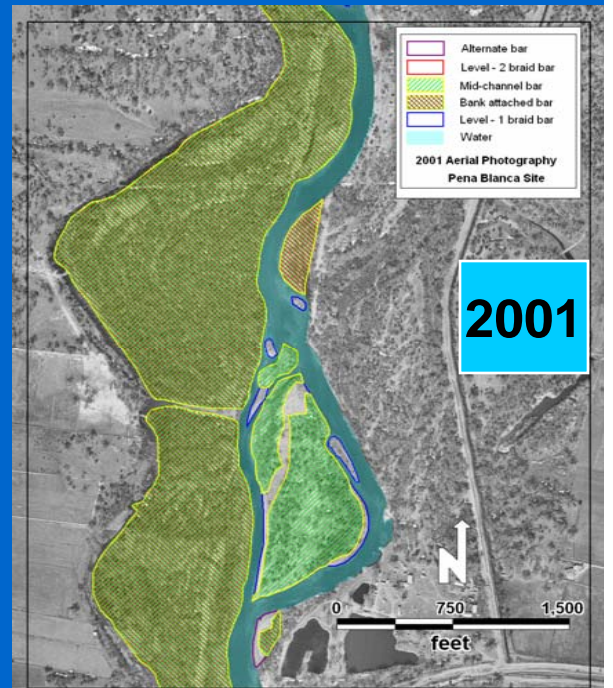 Alternate bar
Level - 2 braid bar
Mid-channel bar
Bank attached bar
Level - 1 braid bar
Water
2001 Aerial Photography
Pena Blanca Site
2001
N
0 750 1,500
feet